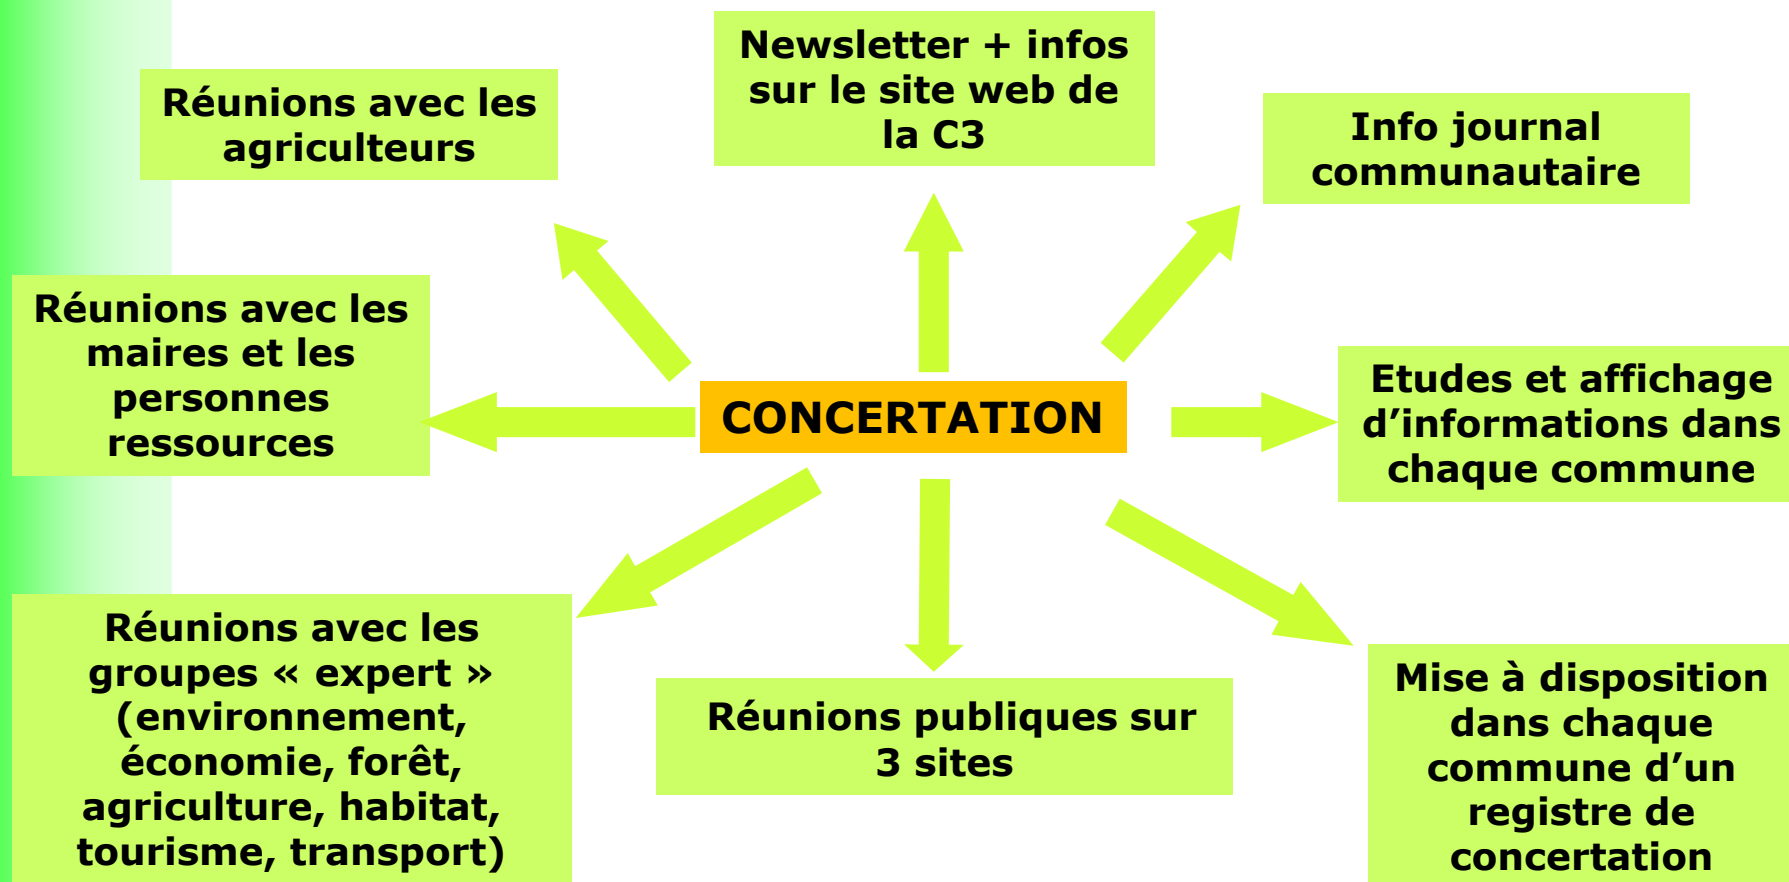 Newsletter + infos
sur le site web de
la C3
Réunions avec les
agriculteurs
Info journal
communautaire
Réunions avec les
maires et les
personnes
ressources
CONCERTATION
Etudes et affichage
d’informations dans
chaque commune
Réunions avec les
groupes « expert »
(environnement,
économie, forêt,
agriculture, habitat,
tourisme, transport)
Réunions publiques sur
3 sites
Mise à disposition
dans chaque
commune d’un
registre de
concertation